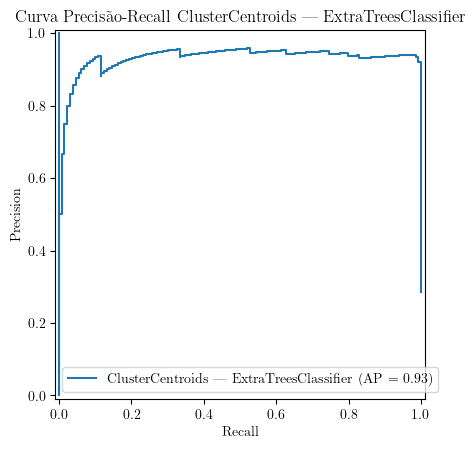 Curva Precisão-Recall ClusterCentroids — ExtraTreesClassifier
1.0
0.8
0.6
0.4
0.2
0.0
Precision
ClusterCentroids — ExtraTreesClassifier (AP = 0.93)
0.0 0.2 0.4 0.6 0.8 1.0
Recall